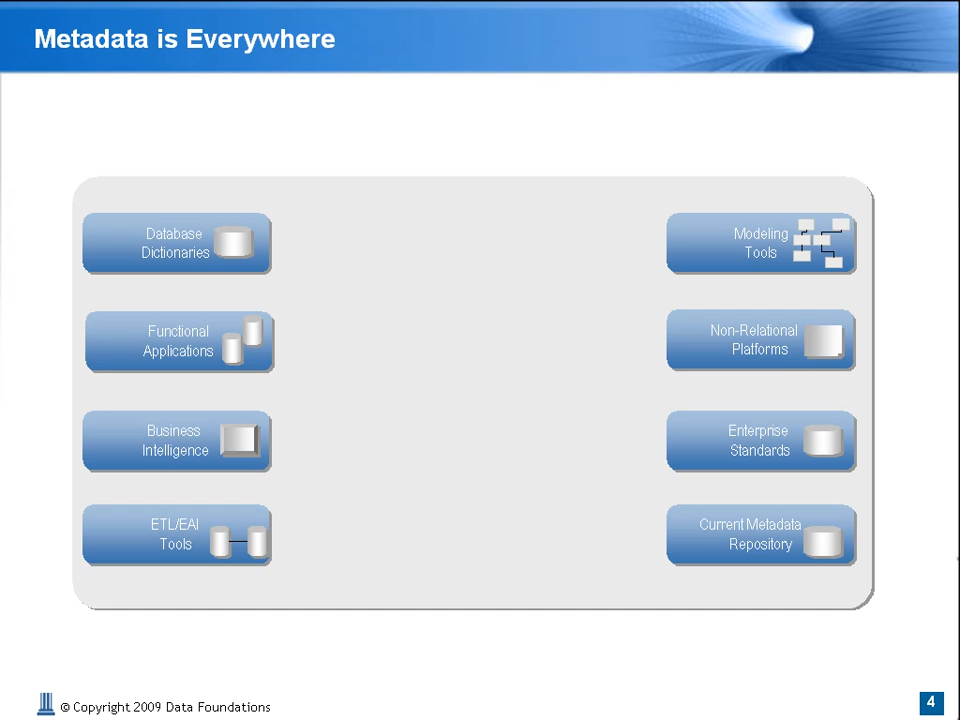 Metadata is Everywhere
Database
Dictionaries
Modeling
Tools
Functional
Applications
Non-Relational
Platforms
Business
Intelligence
Enterprise
Standards
ETL/EAI
Tools
Current Metadata
Repository
© Copyright 2009 Data Foundations
4